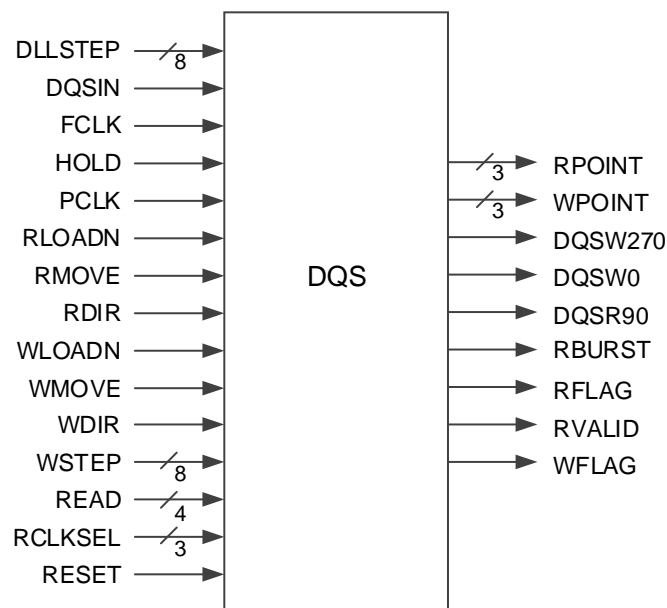 DLLSTEP
8
DQSIN
FCLK
HOLD
PCLK
RLOADN
RMOVE
RDIR
WLOADN
WMOVE
WDIR
WSTEP
8
READ
4
RCLKSEL
3
RESET
DQS
RPOINT
3
WPOINT
3
DQSW270
DQSW0
DQSR90
RBURST
RFLAG
RVALID
WFLAG